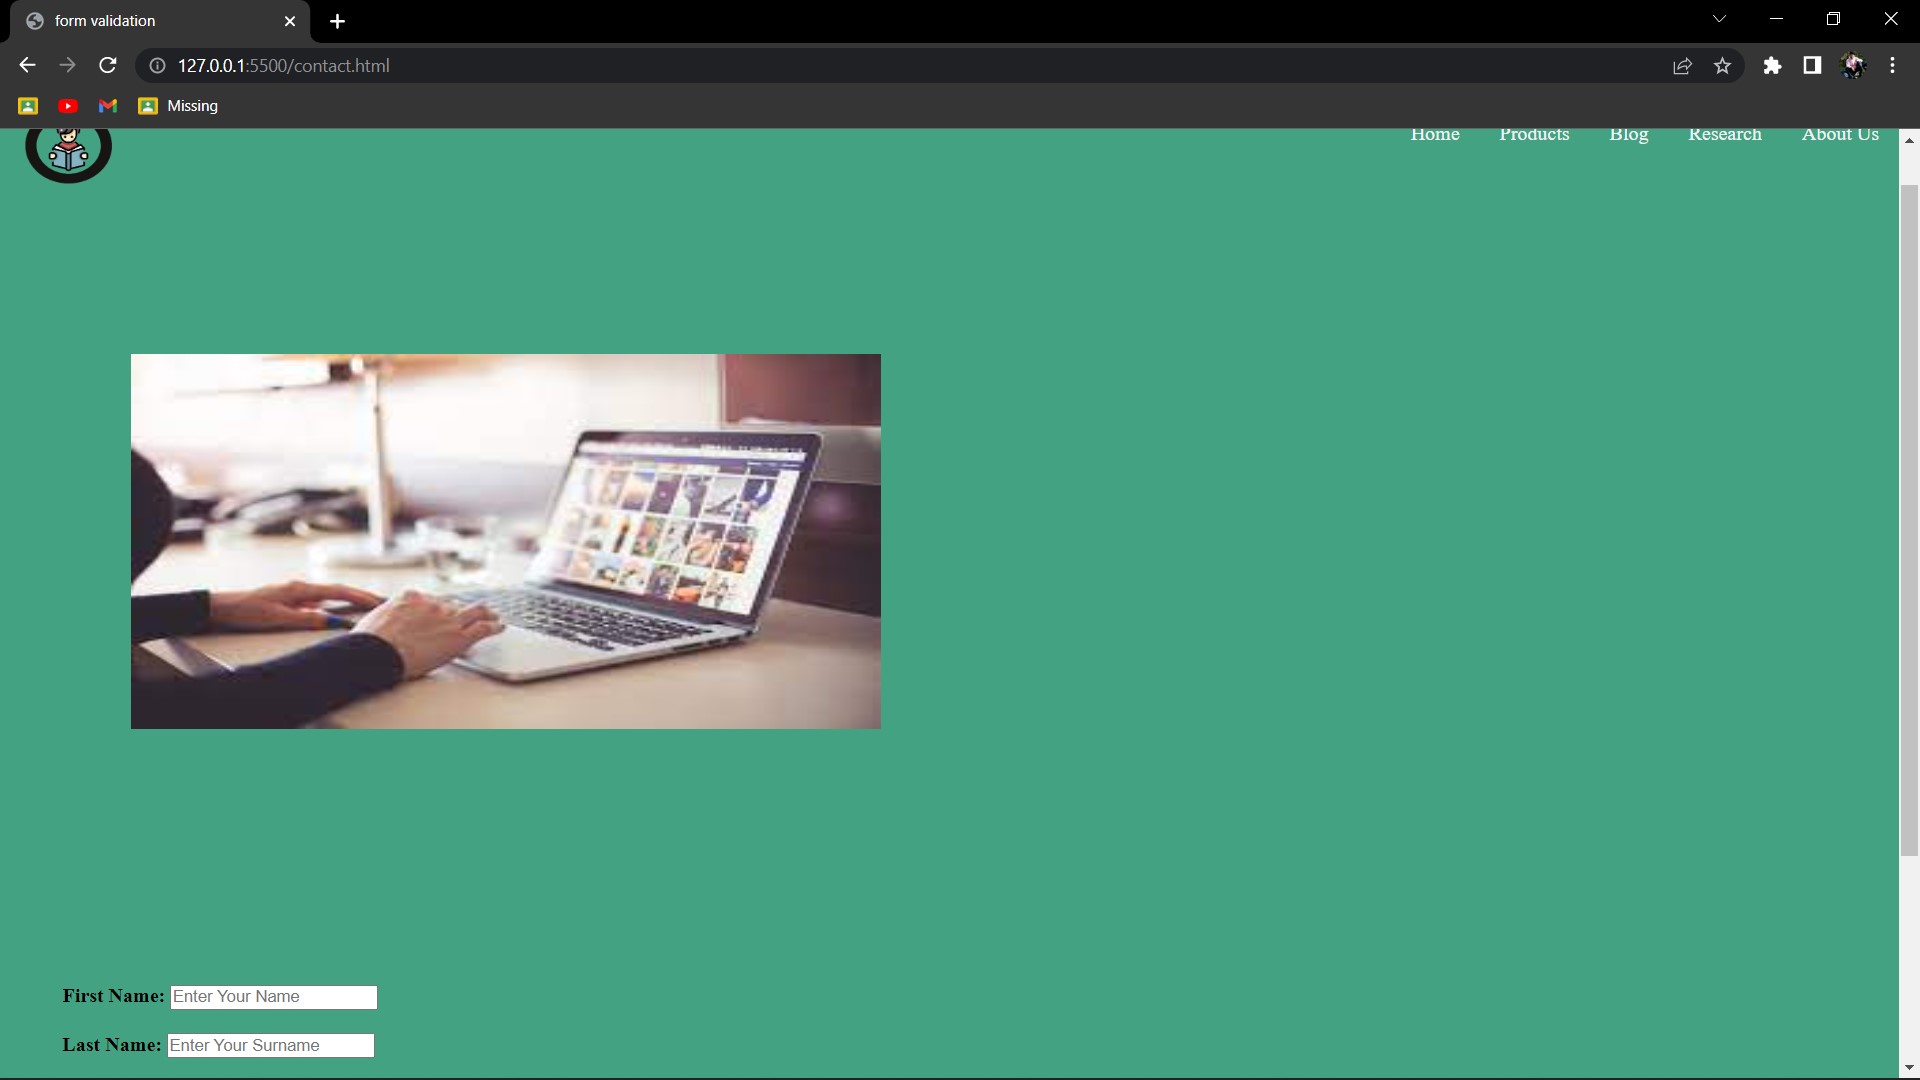 form validation
127.0.0.1:5500/contact.html
Missing
Home Products Blog Research About Us
First Name: Enter Your Name
Last Name: Enter Your Surname